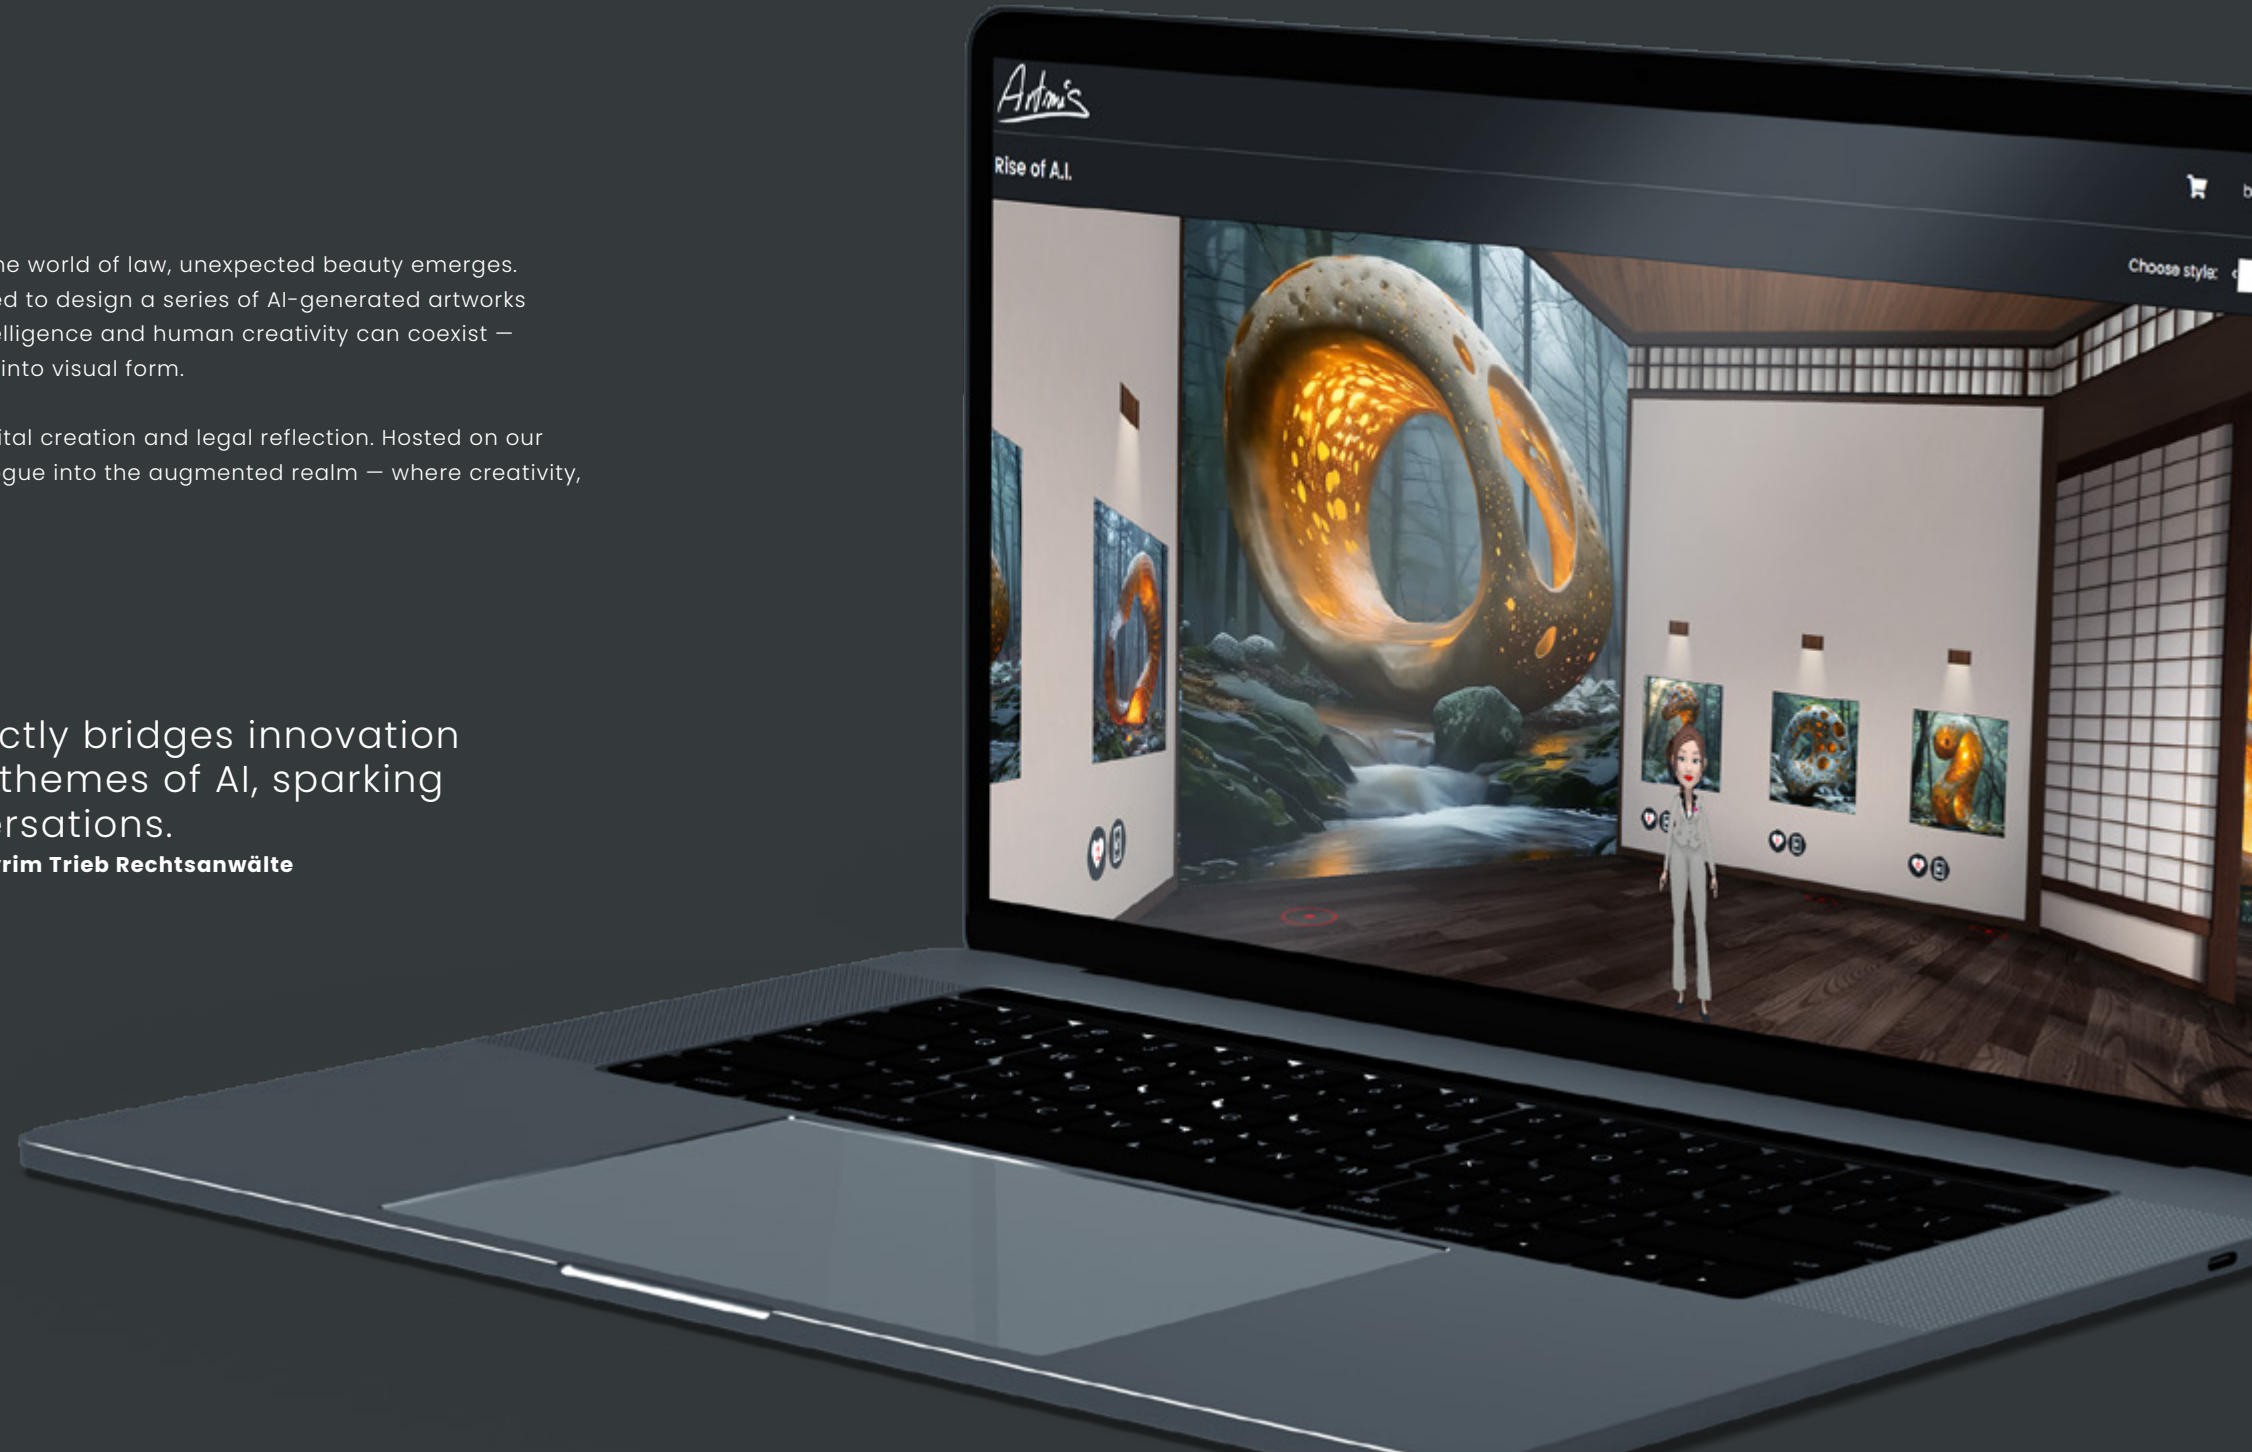 he world of law, unexpected beauty emerges.
ed to design a series of AI-generated artworks
elligence and human creativity can coexist —
into visual form.
ital creation and legal reflection. Hosted on our
gue into the augmented realm — where creativity,
ctly bridges innovation
themes of AI, sparking
ersations.
rim Trieb Rechtsanwälte
Artmis
Rise of A.I.
Choose style: